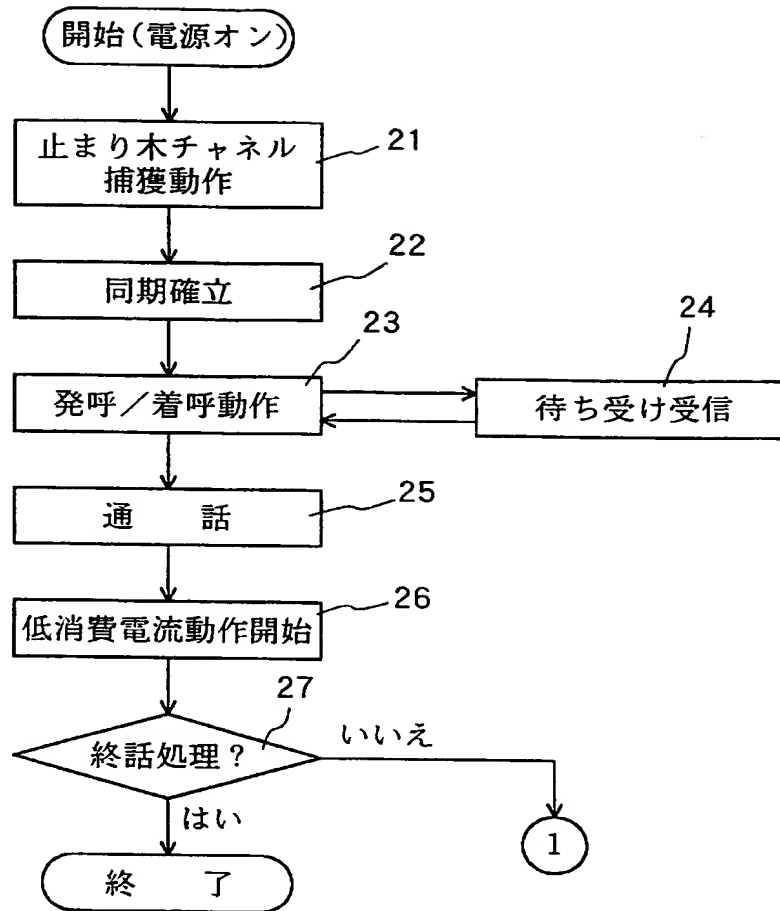 開始(電源オン)
止まり木チャネル
捕獲動作
21
同期確立
22
発呼／着呼動作
23
待ち受け受信
24
通 話
25
低消費電流動作開始
26
終話処理？
27
いいえ
はい
1
終 了